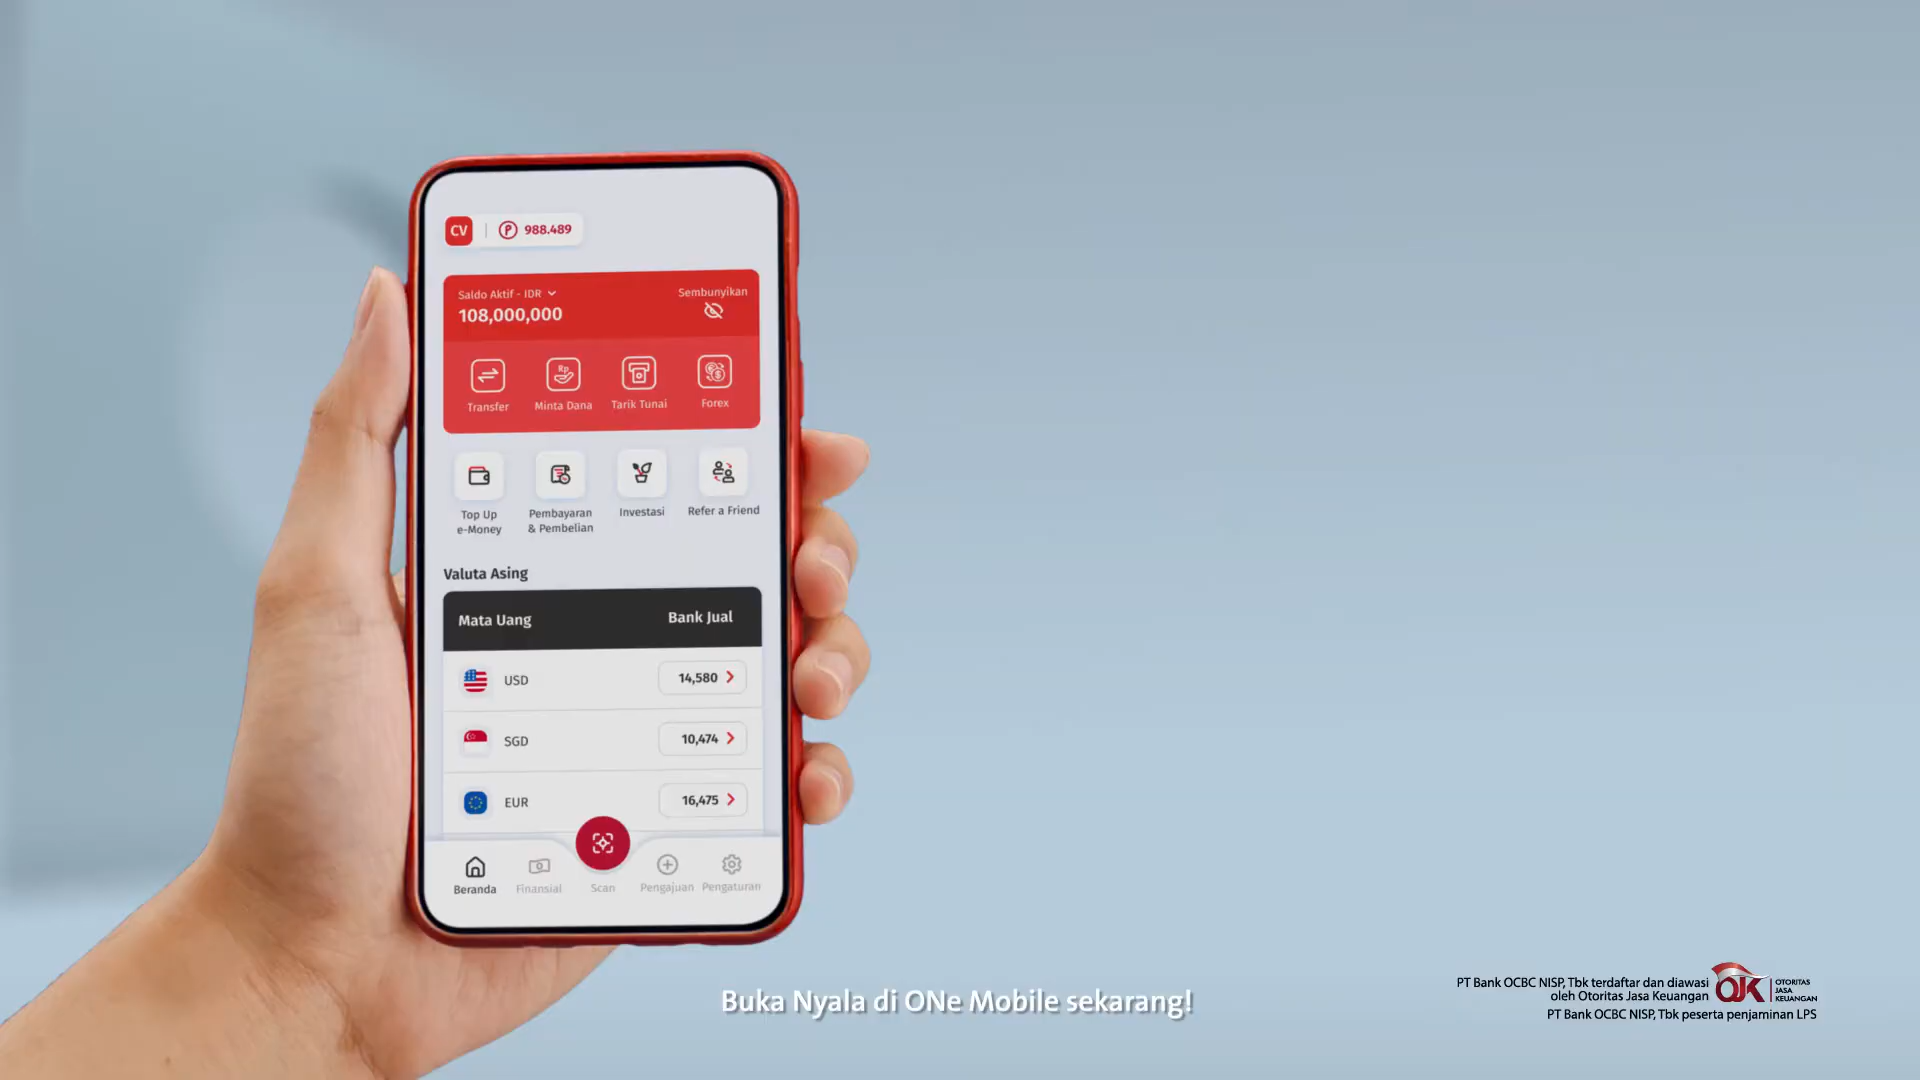 CV
988.489
Saldo Aktif - IDR
Sembunyikan
108,000,000
Rp
Transfer
Minta Dana
Tarik Tunai
Forex
Top Up
e-Money
Pembayaran
& Pembelian
Investasi
Refer a Friend
Valuta Asing
Mata Uang
Bank Jual
USD
14,580
SGD
10,474
EUR
16,475
Beranda
Finansial
Scan
Pengajuan
Pengaturan
Buka Nyala di ONe Mobile sekarang!
PT Bank OCBC NISP, Tbk terdaftar dan diawasi
oleh Otoritas Jasa Keuangan
OJK
OTORITAS
JASA
KEUANGAN
PT Bank OCBC NISP, Tbk peserta penjaminan LPS